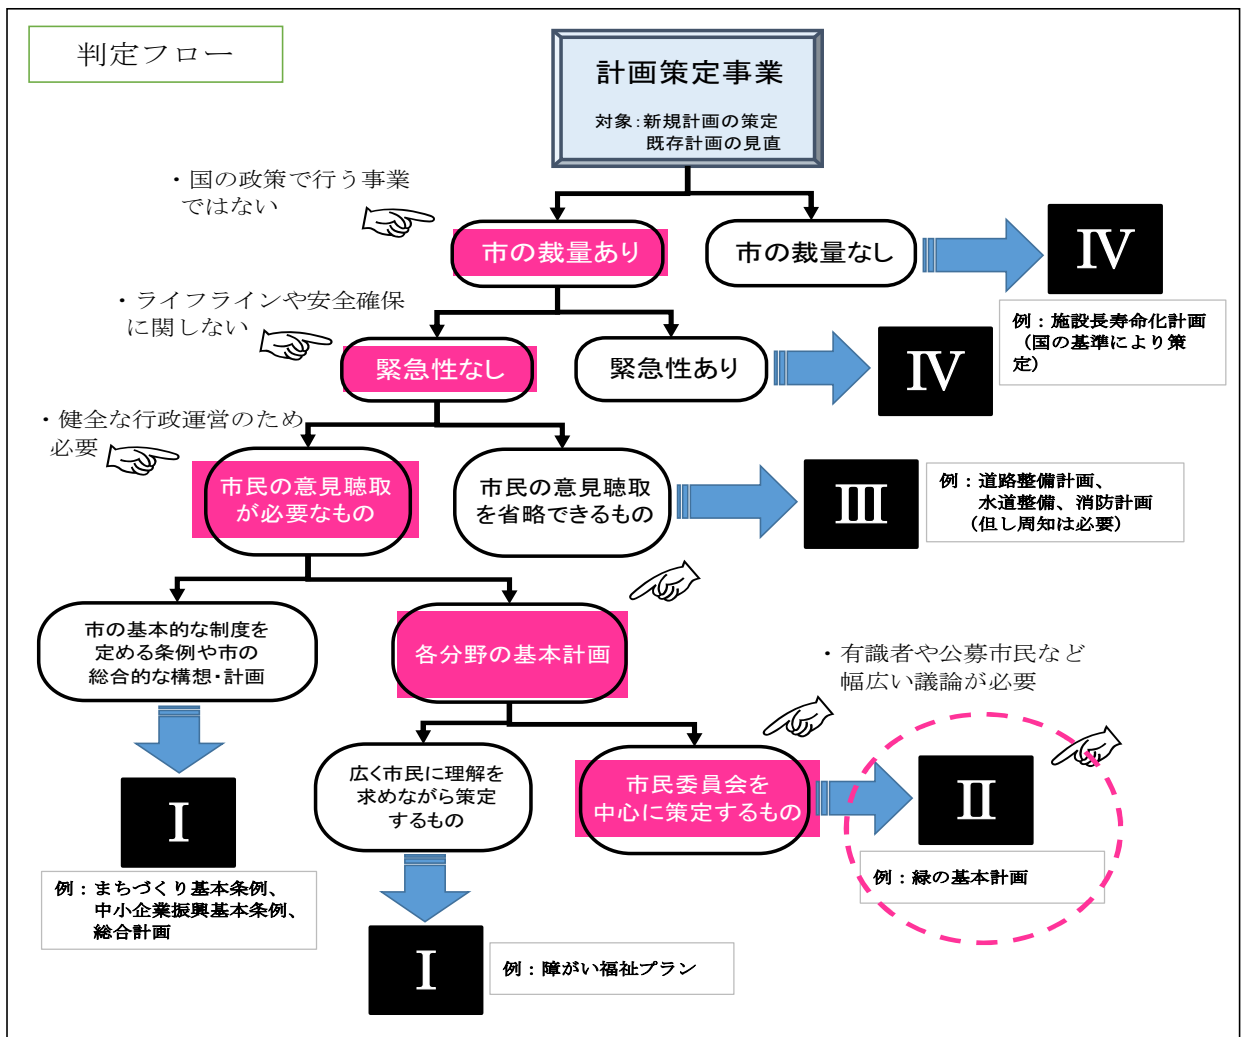 判定フロー
計画策定事業
対象：新規計画の策定
既存計画の見直
・国の政策で行う事業
ではない
市の裁量あり
市の裁量なし
Ⅳ
例：施設長寿命化計画
（国の基準により策
定）
・ライフラインや安全確保
に関しない
緊急性なし
緊急性あり
Ⅳ
・健全な行政運営のため
必要
市民の意見聴取
が必要なもの
市民の意見聴取
を省略できるもの
Ⅲ
例：道路整備計画、
水道整備、消防計画
（但し周知は必要）
市の基本的な制度を
定める条例や市の
総合的な構想・計画
各分野の基本計画
・有識者や公募市民など
幅広い議論が必要
Ⅰ
例：まちづくり基本条例、
中小企業振興基本条例、
総合計画
広く市民に理解を
求めながら策定
するもの
市民委員会を
中心に策定するもの
Ⅱ
例：緑の基本計画
Ⅰ
例：障がい福祉プラン